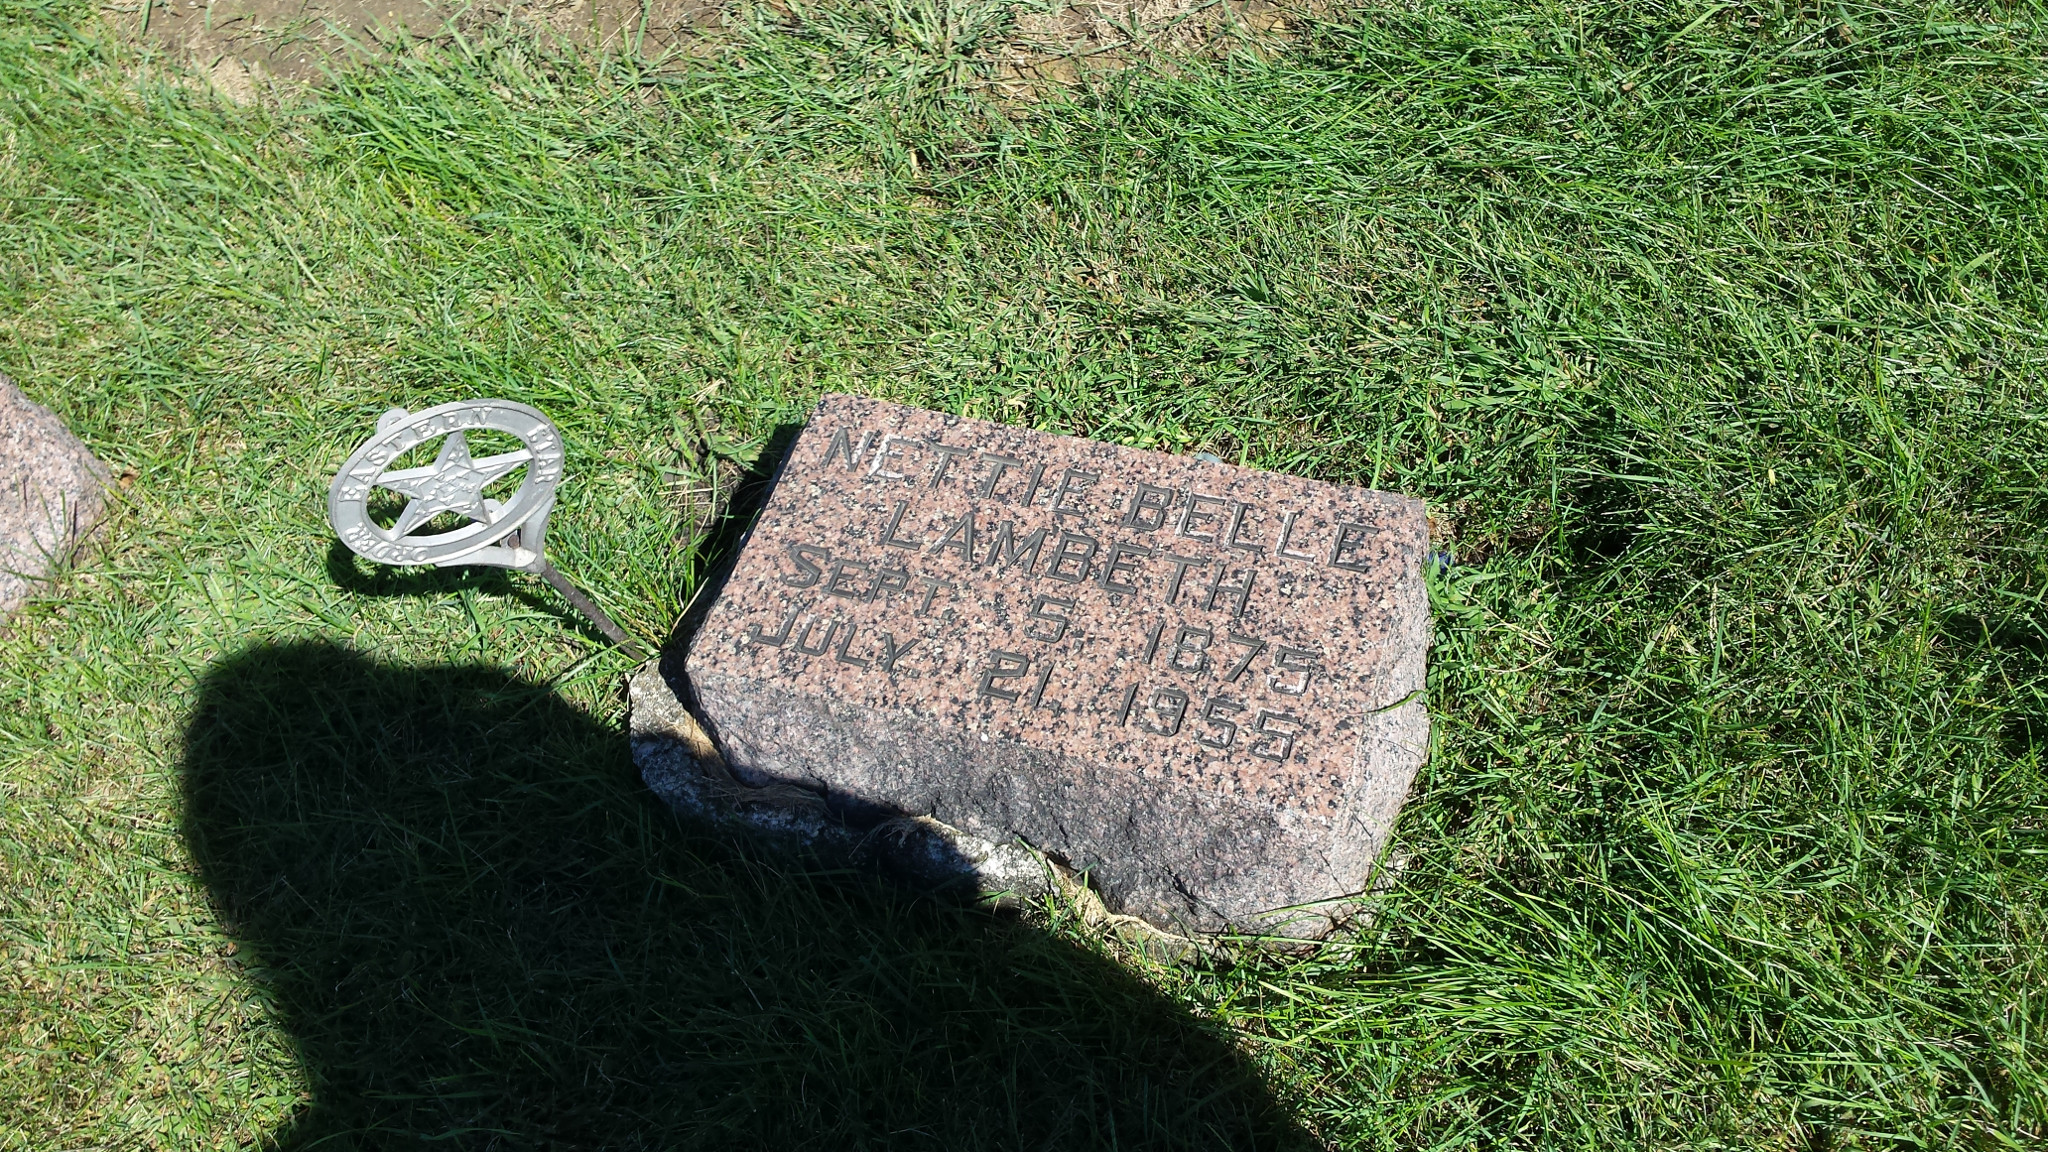 EASTERN STAR
ORDER
NETTIE BELLE
LAMBETH
SEPT. 5, 1875
JULY 21, 1955